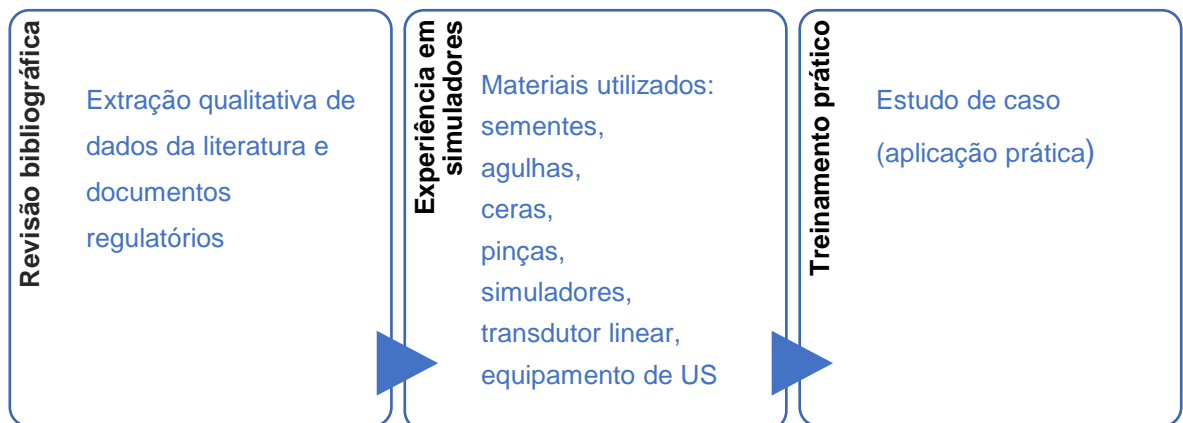 Revisão bibliográfica
Extração qualitativa de
dados da literatura e
documentos
regulatórios
Experiência em
simuladores
Materiais utilizados:
sementes,
agulhas,
ceras,
pinças,
simuladores,
transdutor linear,
equipamento de US
Treinamento prático
Estudo de caso
(aplicação prática)